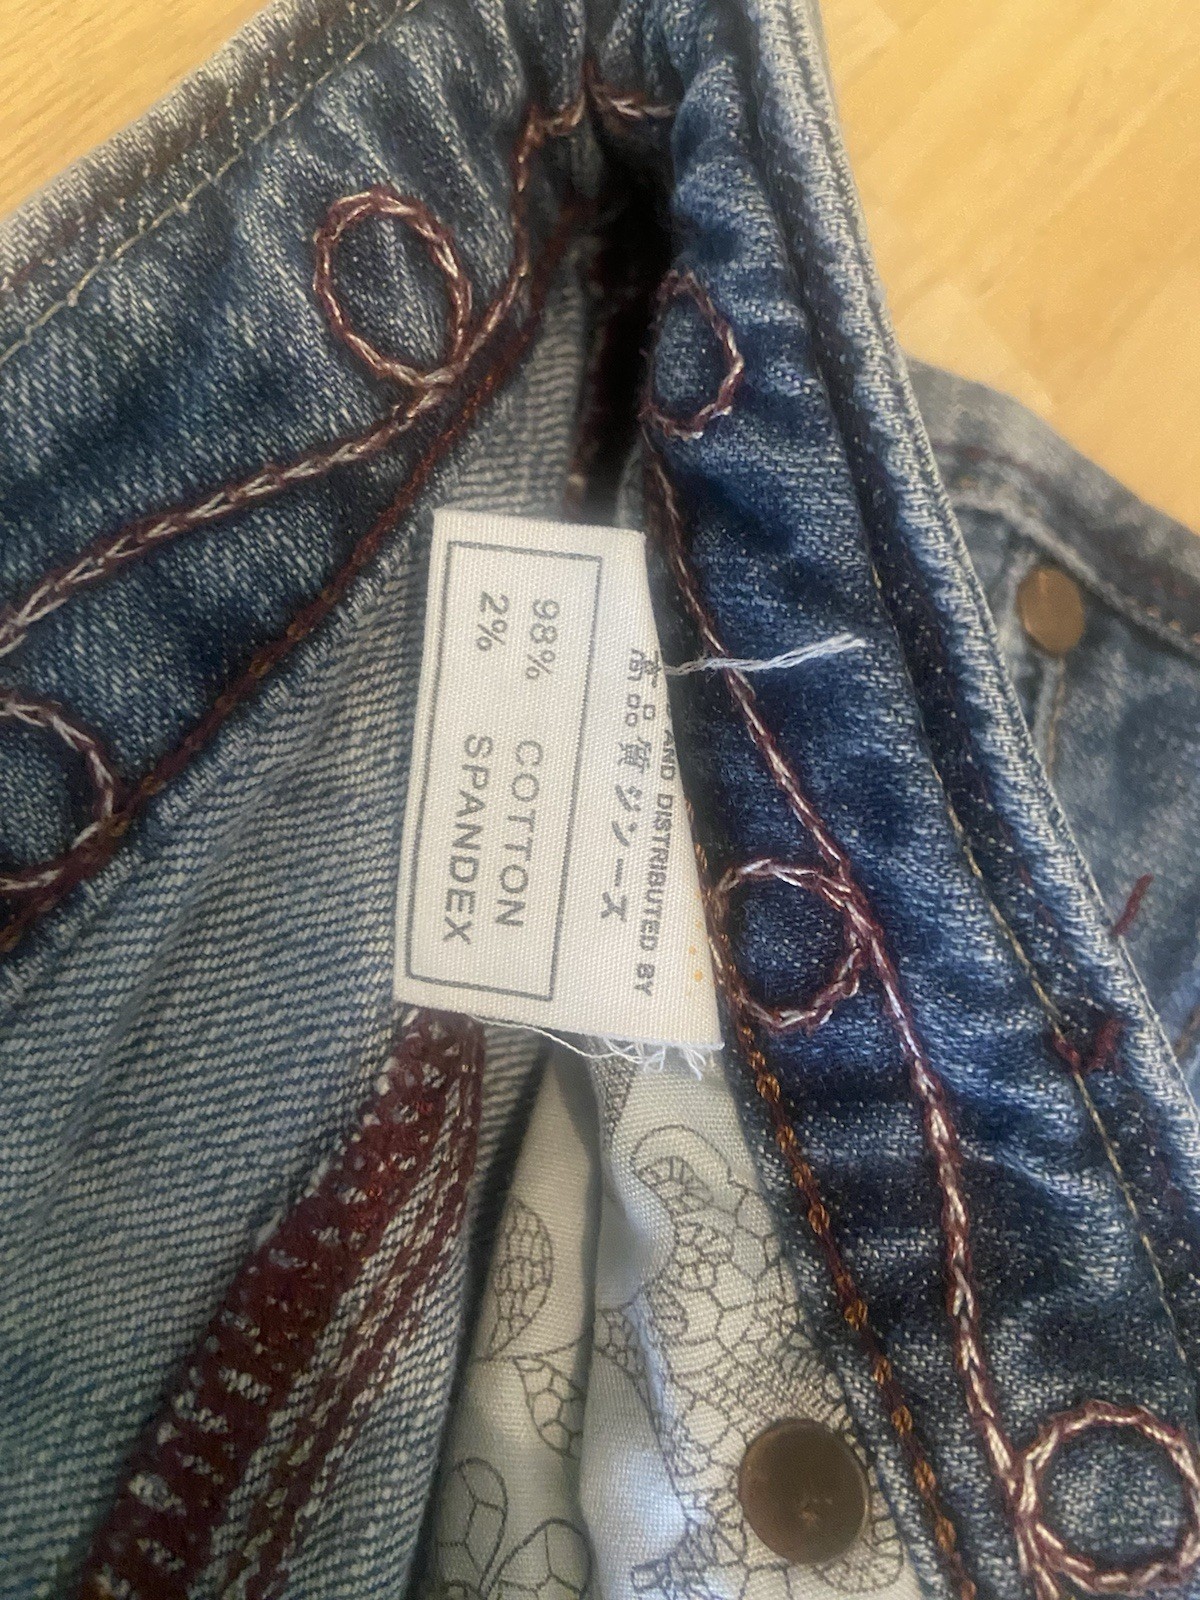 AND DISTRIBUTED BY
高品質ジーンズ
98% COTTON
2% SPANDEX